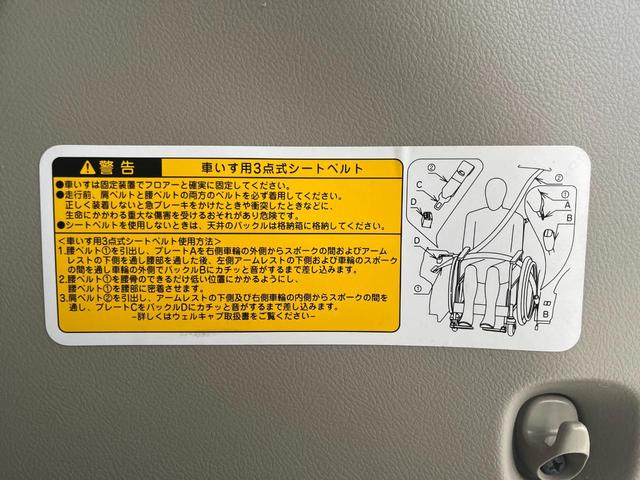 警告
車いす用3点式シートベルト
●車いすは固定装置でフロアーと確実に固定してください。
●走行前、肩ベルトと腰ベルトの両方のベルトを必ず着用してください。
正しく装着しないと急ブレーキをかけたときや衝突したときなどに、
生命にかかわる重大な傷害を受けるおそれがあり危険です。
●シートベルトを使用しないときは、天井のバックルは格納箱に格納してください。
<車いす用3点式シートベルト使用方法>
1.腰ベルト①を引出し、プレートAを右側車輪の外側からスポークの間およびアーム
レストの下側を通し腰部を通した後、左側アームレストの下側および車輪のスポーク
の間を通し車輪の外側でバックルBにカチッと音がするまで差し込みます。
2.腰ベルト①を腰骨のできるだけ低い位置にかかるようにし、
腰ベルト①を腰部に密着させます。
3.肩ベルト②を引出し、アームレストの下側及び右側車輪の内側からスポークの間を
通し、プレートCをバックルDにカチッと音がするまで差し込みます。
−詳しくはウェルキャブ取扱書をご覧ください−
②
C
D
D
C
①
②
①
A
B
B